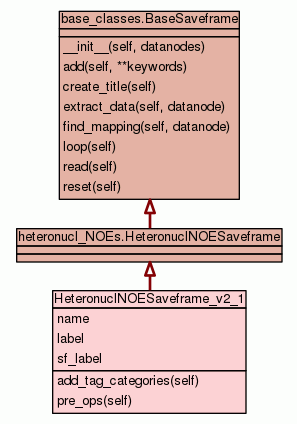 base_classes.BaseSaveframe
__init__(self, datanodes)
add(self, **keywords)
create_title(self)
extract_data(self, datanode)
find_mapping(self, datanode)
loop(self)
read(self)
reset(self)
heteronucl_NOEs.HeteronuclNOESaveframe
HeteronuclNOESaveframe_v2_1
name
label
sf_label
add_tag_categories(self)
pre_ops(self)